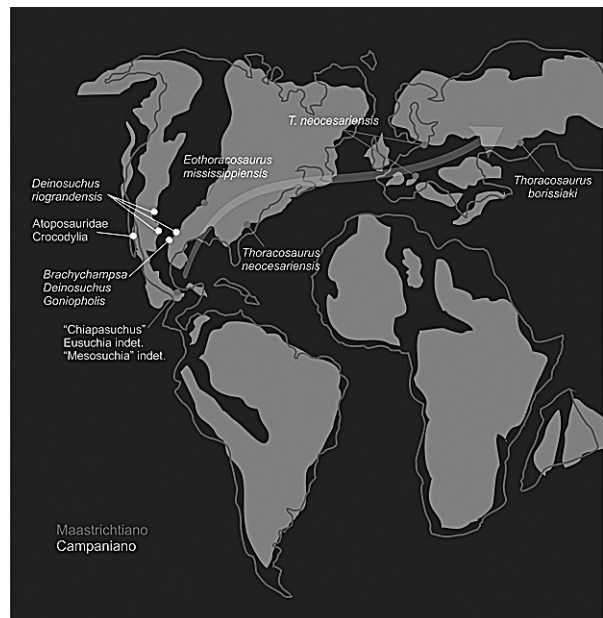 T. neocesariensis
Eothoracosaurus
mississippiensis
Thoracosaurus
borissiaki
Deinosuchus
riograndensis
Atoposauridae
Crocodylia
Thoracosaurus
neocesariensis
Brachychampsa
Deinosuchus
Goniopholis
“Chiapasuchus”
Eusuchia indet.
“Mesosuchia” indet.
Maastrichtiano
Campaniano